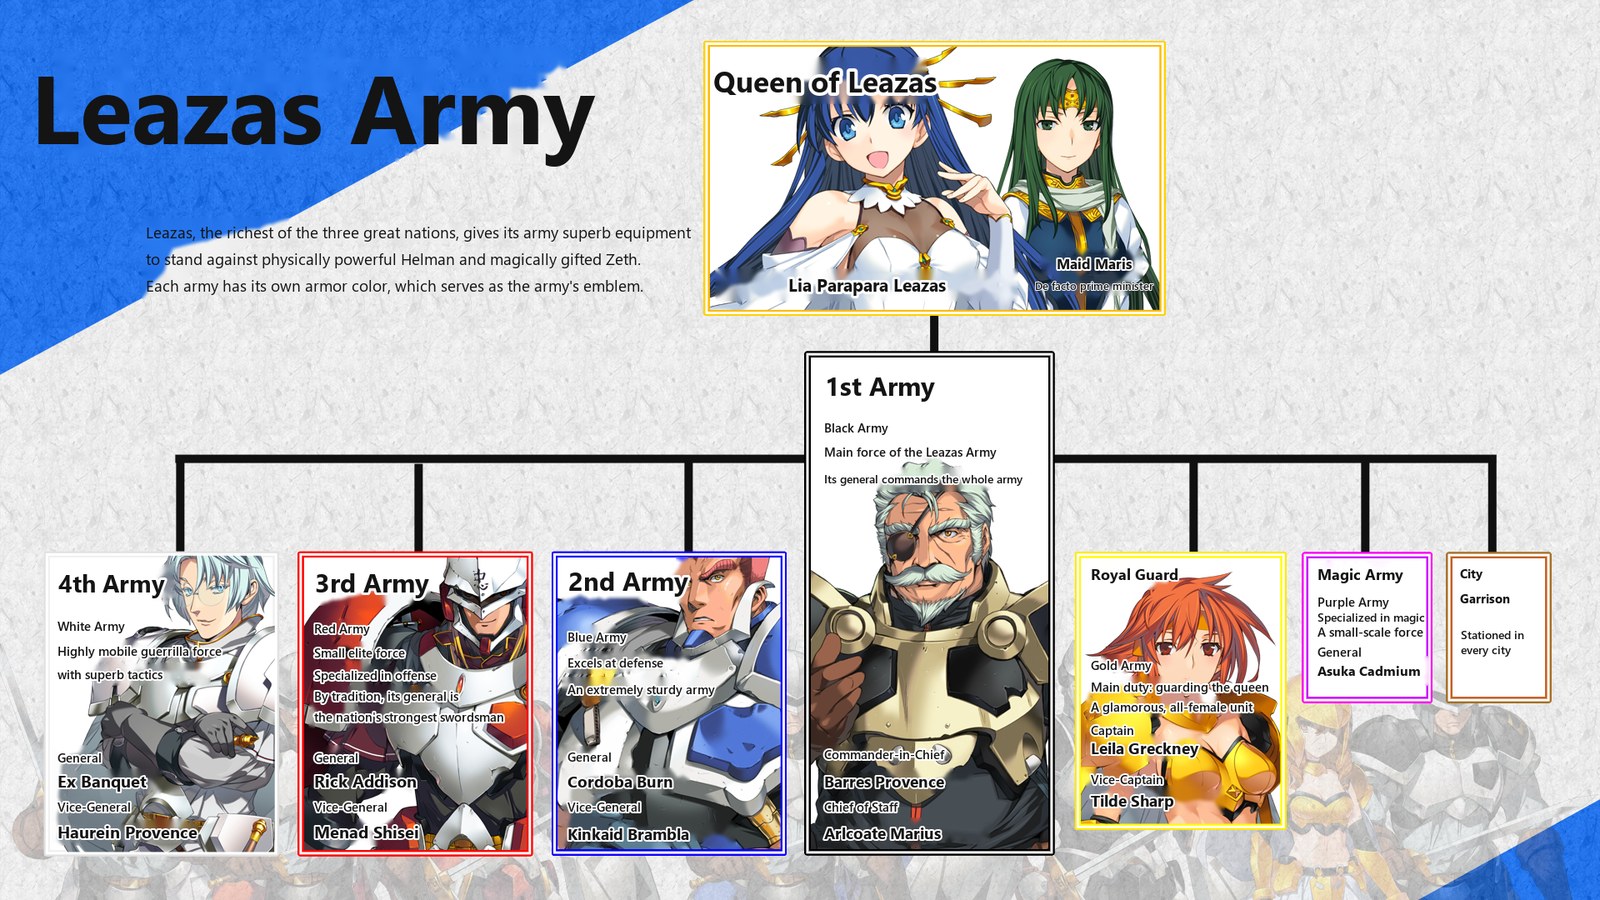 Leazas Army
Leazas, the richest of the three great nations, gives its army superb equipment
to stand against physically powerful Helman and magically gifted Zeth.
Each army has its own armor color, which serves as the army's emblem.
Queen of Leazas
Lia Parapara Leazas
Maid Maris
De facto prime minister
1st Army
Black Army
Main force of the Leazas Army
Its general commands the whole army
Commander-in-Chief
Barres Provence
Chief of Staff
Arlcoate Marius
4th Army
White Army
Highly mobile guerrilla force
with superb tactics
General
Ex Banquet
Vice-General
Haurein Provence
3rd Army
Red Army
Small elite force
Specialized in offense
By tradition, its general is
the nation's strongest swordsman
General
Rick Addison
Vice-General
Menad Shisei
2nd Army
Blue Army
Excels at defense
An extremely sturdy army
General
Cordoba Burn
Vice-General
Kinkaid Brambla
Royal Guard
Gold Army
Main duty: guarding the queen
A glamorous, all-female unit
Captain
Leila Greckney
Vice-Captain
Tilde Sharp
Magic Army
Purple Army
Specialized in magic
A small-scale force
General
Asuka Cadmium
City
Garrison
Stationed in
every city